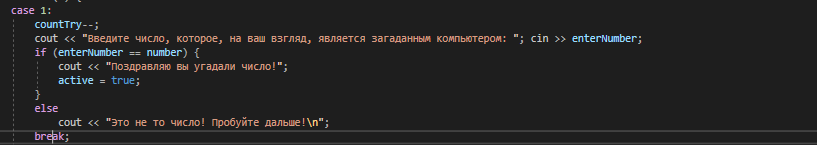 case 1:
countTry--;
cout << "Введите число, которое, на ваш взгляд, является загаданным компьютером: "; cin >> enterNumber;
if (enterNumber == number) {
cout << "Поздравляю вы угадали число!";
active = true;
}
else
cout << "Это не то число! Пробуйте дальше!\n";
break;